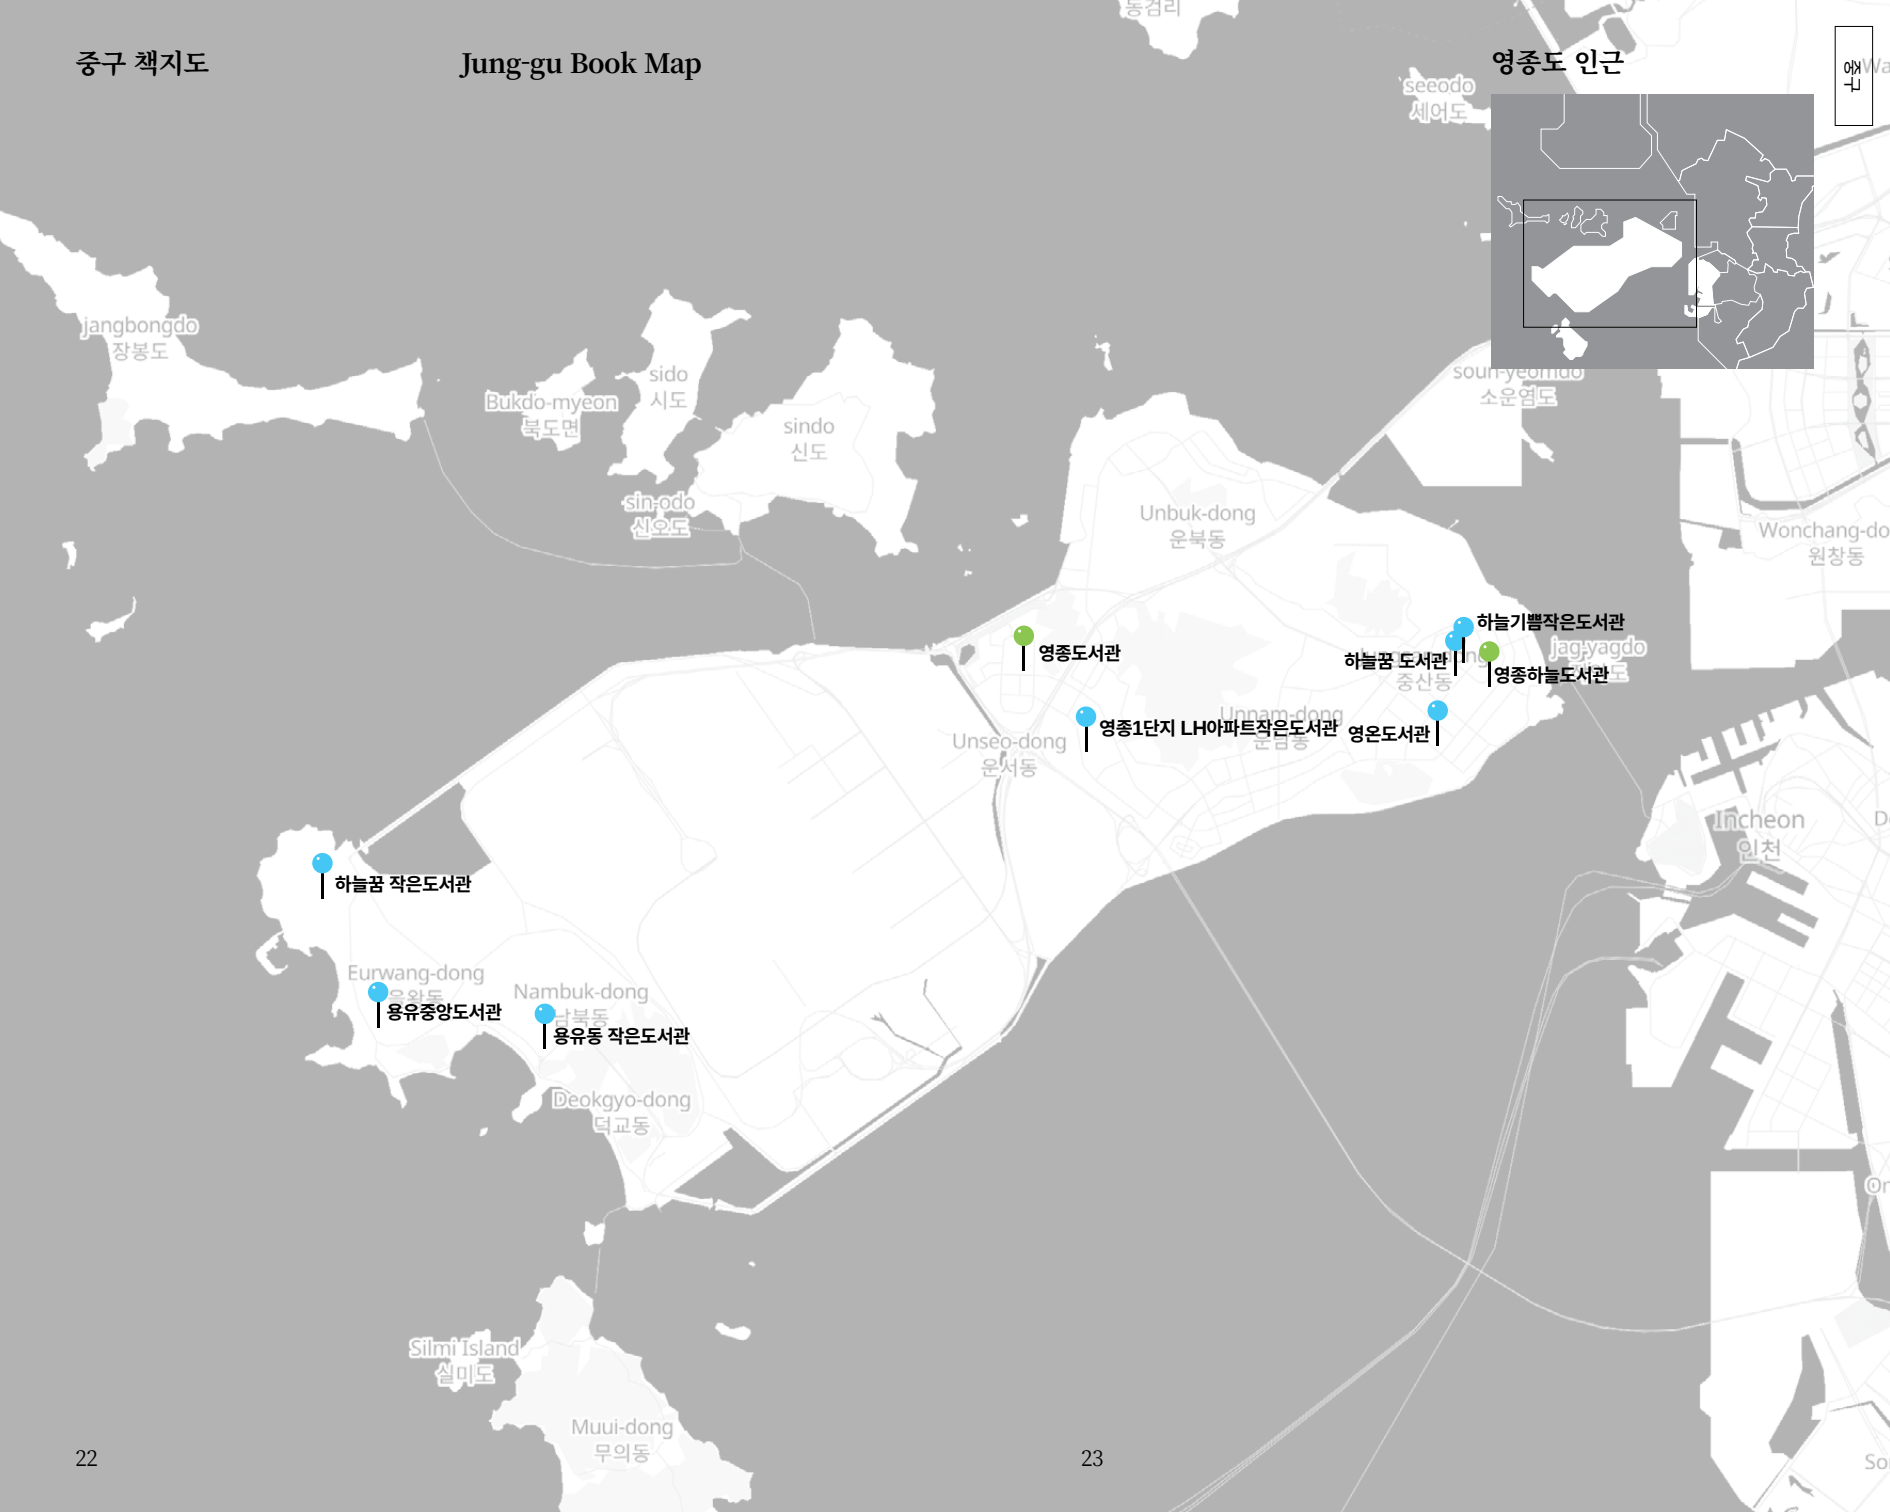 중구 책지도
Jung-gu Book Map
영종도 인근
중구
동검리
seeodo
세어도
jangbongdo
장봉도
Bukdo-myeon
북도면
sido
시도
sindo
신도
sin-odo
신오도
soun-yeomdo
소운염도
Unbuk-dong
운북동
Wonchang-do
원창동
영종도서관
하늘기쁨작은도서관
하늘꿈 도서관
중산동
jag-yagdo
영종하늘도서관
영종1단지 LH아파트작은도서관
Unnam-dong
운남동
영온도서관
Unseo-dong
운서동
Incheon
인천
하늘꿈 작은도서관
Eurwang-dong
을왕동
용유중앙도서관
Nambuk-dong
남북동
용유동 작은도서관
Deokgyo-dong
덕교동
Silmi Island
실미도
Muui-dong
무의동
22
23